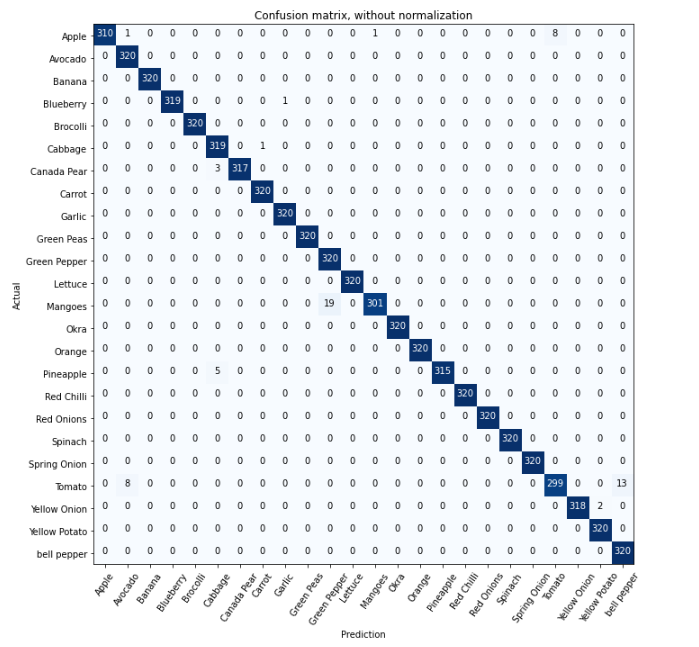 Confusion matrix, without normalization
Actual
Apple 310 1 0 0 0 0 0 0 0 0 0 0 1 0 0 0 0 0 0 0 8 0 0 0
Avocado 0 320 0 0 0 0 0 0 0 0 0 0 0 0 0 0 0 0 0 0 0 0 0 0
Banana 0 0 320 0 0 0 0 0 0 0 0 0 0 0 0 0 0 0 0 0 0 0 0 0
Blueberry 0 0 0 319 0 0 0 0 1 0 0 0 0 0 0 0 0 0 0 0 0 0 0 0
Brocolli 0 0 0 0 320 0 0 0 0 0 0 0 0 0 0 0 0 0 0 0 0 0 0 0
Cabbage 0 0 0 0 0 319 0 1 0 0 0 0 0 0 0 0 0 0 0 0 0 0 0 0
Canada Pear 0 0 0 0 0 3 317 0 0 0 0 0 0 0 0 0 0 0 0 0 0 0 0 0
Carrot 0 0 0 0 0 0 0 320 0 0 0 0 0 0 0 0 0 0 0 0 0 0 0 0
Garlic 0 0 0 0 0 0 0 0 320 0 0 0 0 0 0 0 0 0 0 0 0 0 0 0
Green Peas 0 0 0 0 0 0 0 0 0 320 0 0 0 0 0 0 0 0 0 0 0 0 0 0
Green Pepper 0 0 0 0 0 0 0 0 0 0 320 0 0 0 0 0 0 0 0 0 0 0 0 0
Lettuce 0 0 0 0 0 0 0 0 0 0 0 320 0 0 0 0 0 0 0 0 0 0 0 0
Mangoes 0 0 0 0 0 0 0 0 0 0 19 0 301 0 0 0 0 0 0 0 0 0 0 0
Okra 0 0 0 0 0 0 0 0 0 0 0 0 0 320 0 0 0 0 0 0 0 0 0 0
Orange 0 0 0 0 0 0 0 0 0 0 0 0 0 0 320 0 0 0 0 0 0 0 0 0
Pineapple 0 0 0 0 0 5 0 0 0 0 0 0 0 0 0 315 0 0 0 0 0 0 0 0
Red Chilli 0 0 0 0 0 0 0 0 0 0 0 0 0 0 0 0 320 0 0 0 0 0 0 0
Red Onions 0 0 0 0 0 0 0 0 0 0 0 0 0 0 0 0 0 320 0 0 0 0 0 0
Spinach 0 0 0 0 0 0 0 0 0 0 0 0 0 0 0 0 0 0 320 0 0 0 0 0
Spring Onion 0 0 0 0 0 0 0 0 0 0 0 0 0 0 0 0 0 0 0 320 0 0 0 0
Tomato 0 8 0 0 0 0 0 0 0 0 0 0 0 0 0 0 0 0 0 0 299 0 0 13
Yellow Onion 0 0 0 0 0 0 0 0 0 0 0 0 0 0 0 0 0 0 0 0 0 318 2 0
Yellow Potato 0 0 0 0 0 0 0 0 0 0 0 0 0 0 0 0 0 0 0 0 0 0 320 0
bell pepper 0 0 0 0 0 0 0 0 0 0 0 0 0 0 0 0 0 0 0 0 0 0 0 320
Apple Avocado Banana Blueberry Brocolli Cabbage Canada Pear Carrot Garlic Green Peas Green Pepper Lettuce Mangoes Okra Orange Pineapple Red Chilli Red Onions Spinach Spring Onion Tomato Yellow Onion Yellow Potato bell pepper
Prediction